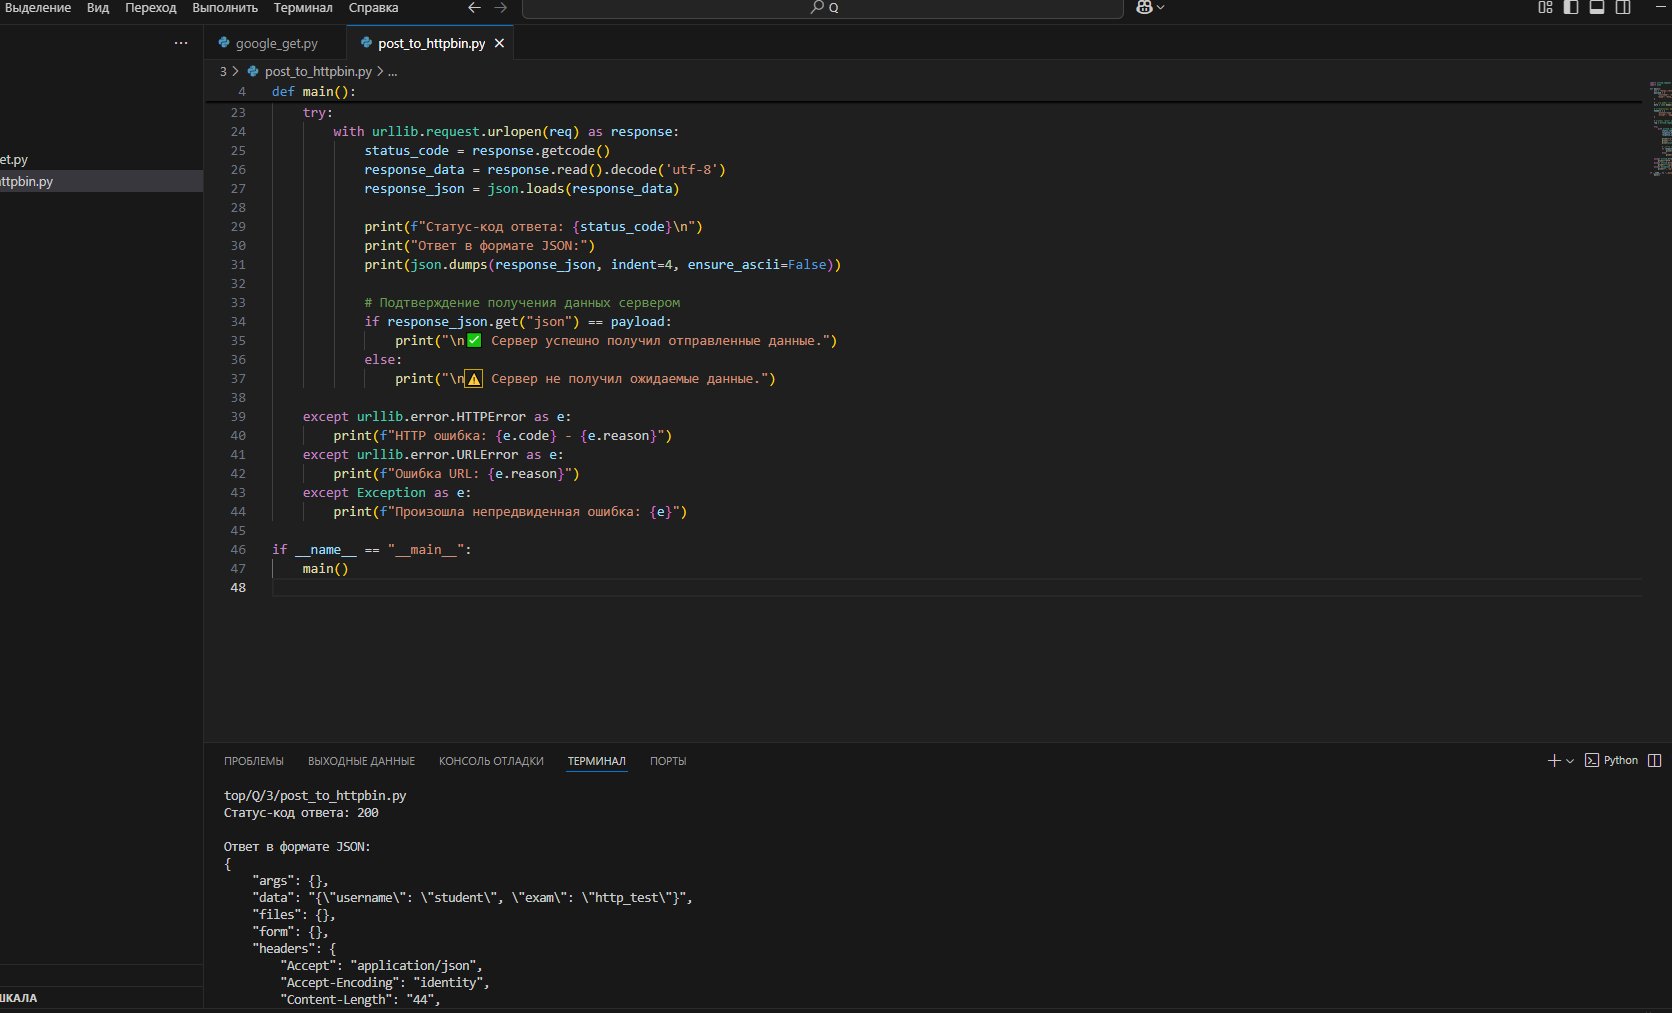 Выделение Вид Переход Выполнить Терминал Справка
Q
google_get.py post_to_httpbin.py
3 > post_to_httpbin.py > ...
4 def main():
et.py
ttpbin.py
23 try:
24 with urllib.request.urlopen(req) as response:
25 status_code = response.getcode()
26 response_data = response.read().decode('utf-8')
27 response_json = json.loads(response_data)
28
29 print(f"Статус-код ответа: {status_code}\n")
30 print("Ответ в формате JSON:")
31 print(json.dumps(response_json, indent=4, ensure_ascii=False))
32
33 # Подтверждение получения данных сервером
34 if response_json.get("json") == payload:
35 print("\n✅ Сервер успешно получил отправленные данные.")
36 else:
37 print("\n⚠ Сервер не получил ожидаемые данные.")
38
39 except urllib.error.HTTPError as e:
40 print(f"HTTP ошибка: {e.code} - {e.reason}")
41 except urllib.error.URLError as e:
42 print(f"Ошибка URL: {e.reason}")
43 except Exception as e:
44 print(f"Произошла непредвиденная ошибка: {e}")
45
46 if __name__ == "__main__":
47 main()
48
ПРОБЛЕМЫ ВЫХОДНЫЕ ДАННЫЕ КОНСОЛЬ ОТЛАДКИ ТЕРМИНАЛ ПОРТЫ
Python
top/Q/3/post_to_httpbin.py
Статус-код ответа: 200
Ответ в формате JSON:
{
"args": {},
"data": "{\"username\": \"student\", \"exam\": \"http_test\"}",
"files": {},
"form": {},
"headers": {
"Accept": "application/json",
"Accept-Encoding": "identity",
"Content-Length": "44",
ШКАЛА